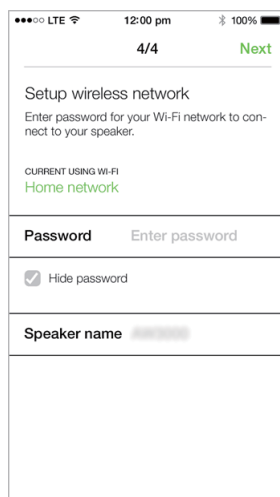 LTE 12:00 pm 100%
4/4 Next
Setup wireless network
Enter password for your Wi-Fi network to con-
nect to your speaker.
CURRENT USING WI-FI
Home network
Password Enter password
Hide password
Speaker name